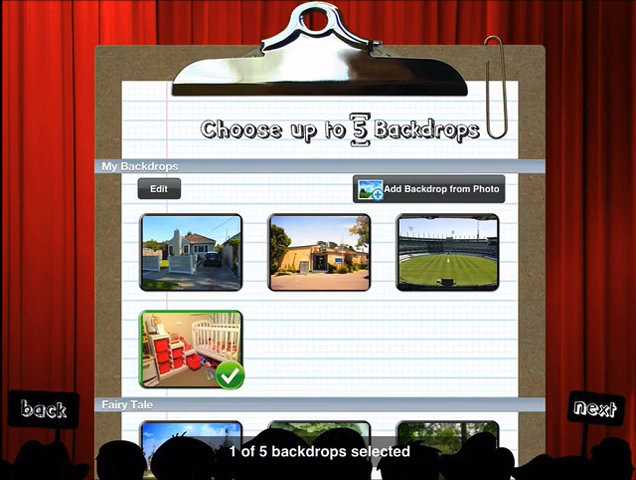 Choose up to 5 Backdrops
My Backdrops
Edit
Add Backdrop from Photo
Fairy Tale
back
next
1 of 5 backdrops selected